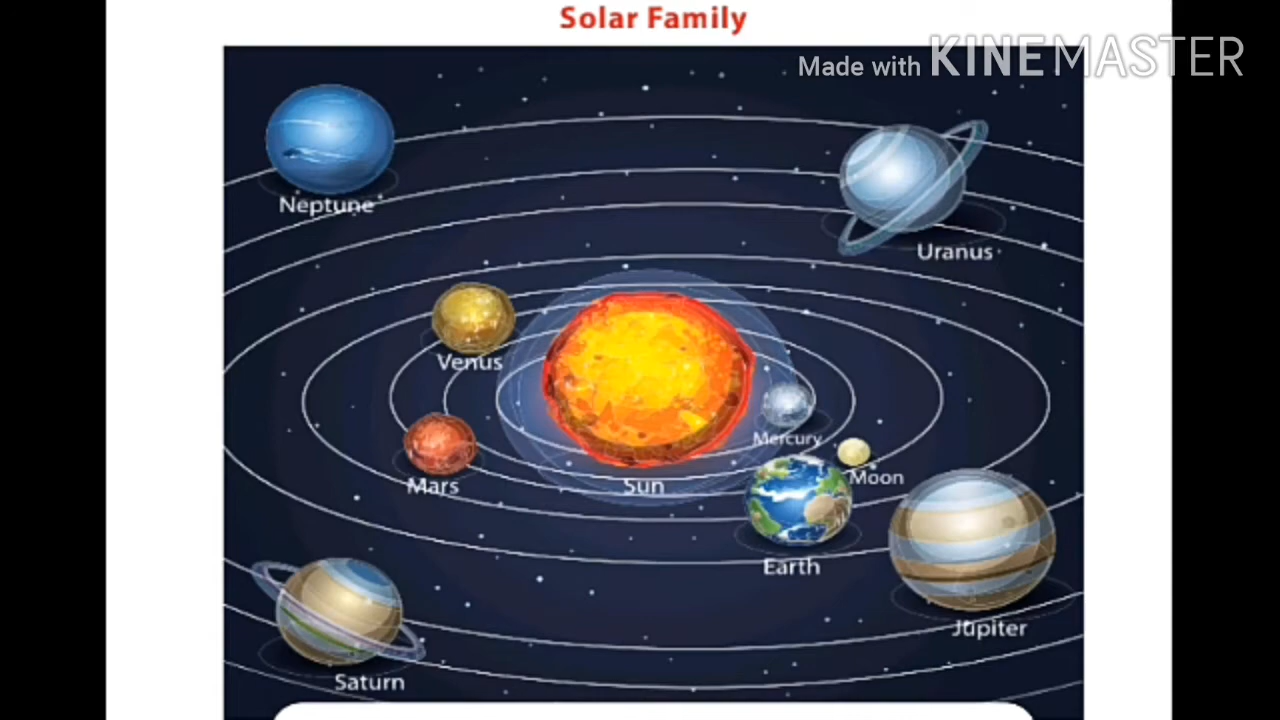 Solar Family
Made with KINEMASTER
Neptune
Uranus
Venus
Mercury
Moon
Mars
Sun
Earth
Jupiter
Saturn